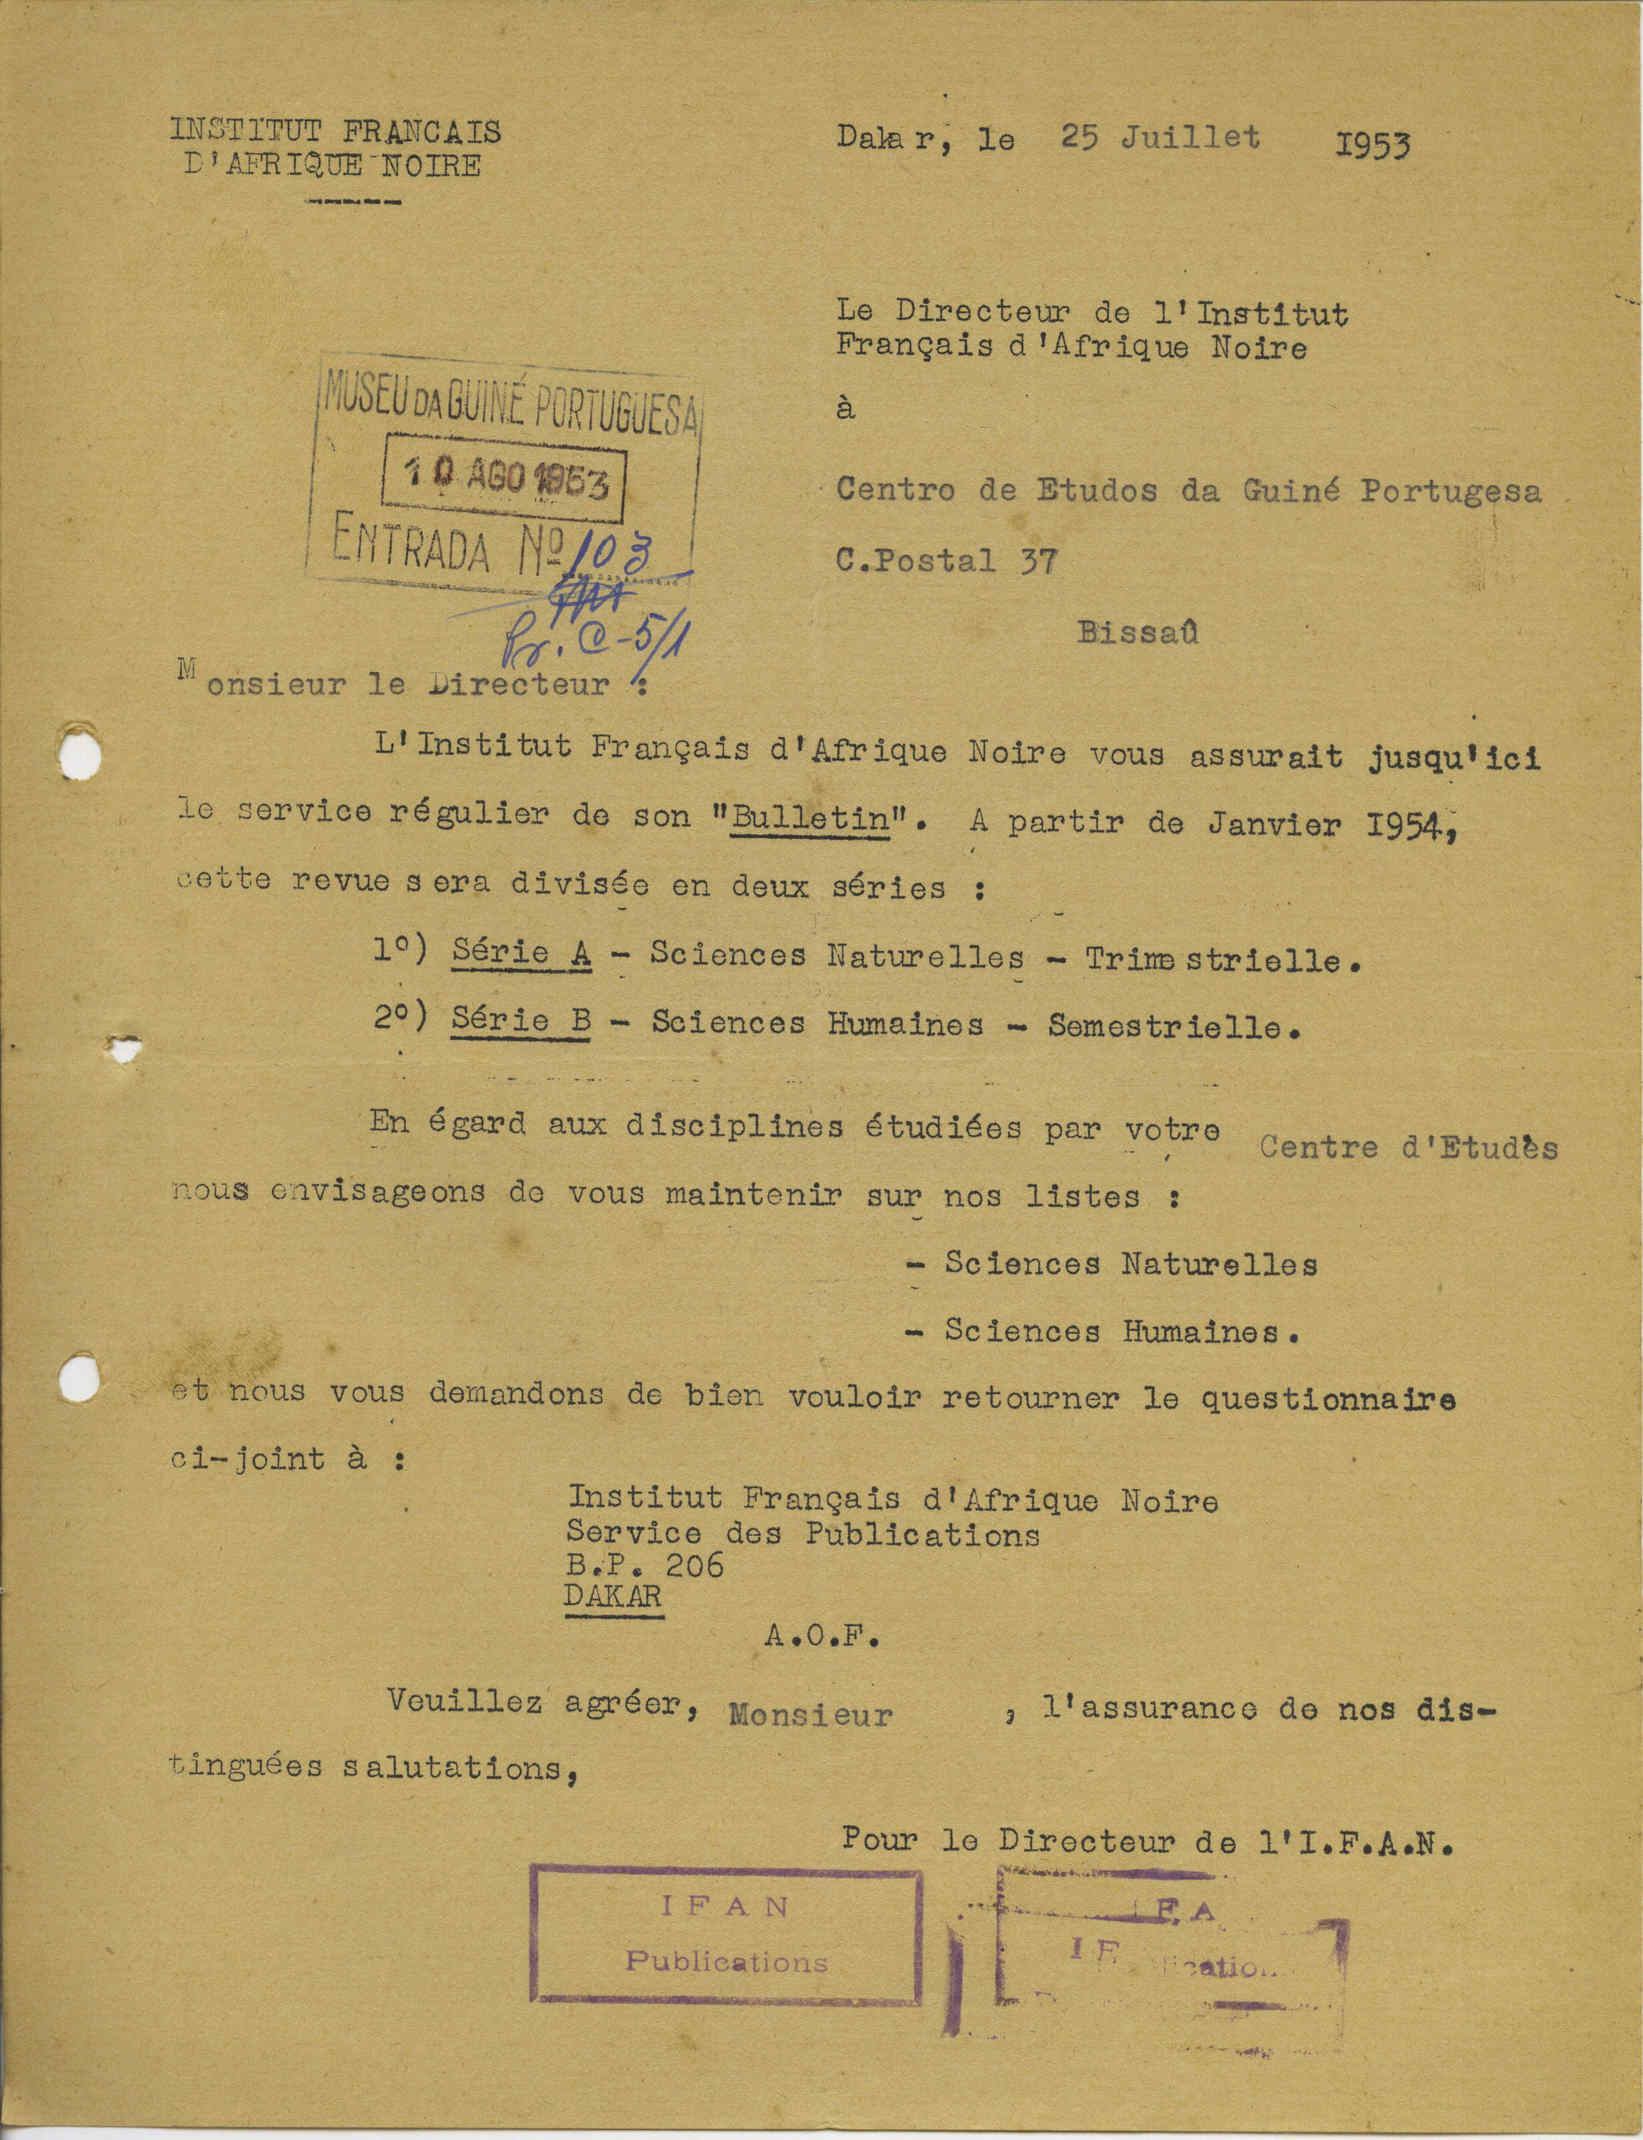 INSTITUT FRANCAIS
D'AFRIQUE NOIRE
Dakar, le 25 Juillet 1953
Le Directeur de l'Institut
Français d'Afrique Noire
à
Centro de Etudos da Guiné Portugesa
C.Postal 37
Bissaû
MUSEU DA GUINÉ PORTUGUESA
10 AGO 1953
ENTRADA Nº 103
Pr. C-5/1
Monsieur le Directeur :
L'Institut Français d'Afrique Noire vous assurait jusqu'ici
le service régulier de son "Bulletin". A partir de Janvier 1954,
cette revue sera divisée en deux séries :
1º) Série A - Sciences Naturelles - Trimestrielle.
2º) Série B - Sciences Humaines - Semestrielle.
En égard aux disciplines étudiées par votre Centre d'Etudes
nous envisageons de vous maintenir sur nos listes :
- Sciences Naturelles
- Sciences Humaines.
et nous vous demandons de bien vouloir retourner le questionnaire
ci-joint à :
Institut Français d'Afrique Noire
Service des Publications
B.P. 206
DAKAR
A.O.F.
Veuillez agréer, Monsieur , l'assurance de nos dis-
tinguées salutations,
Pour le Directeur de l'I.F.A.N.
IFAN
Publications